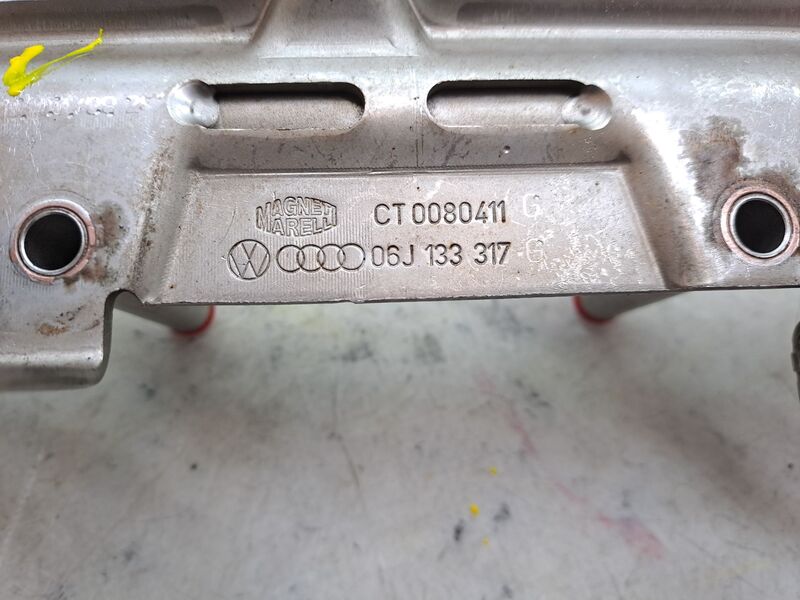 MAGNETI MARELLI CT 0080411 G
06J 133 317 G